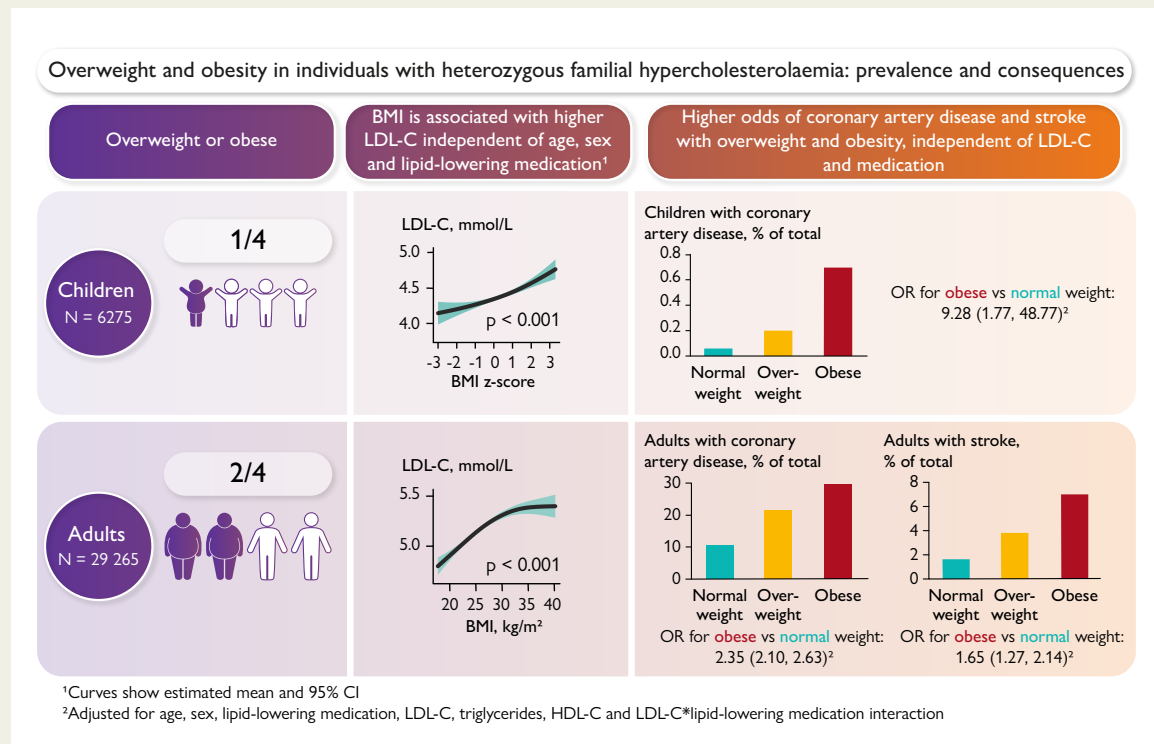 Overweight and obesity in individuals with heterozygous familial hypercholesterolaemia: prevalence and consequences
Overweight or obese
BMI is associated with higher
LDL-C independent of age, sex
and lipid-lowering medication¹
Higher odds of coronary artery disease and stroke
with overweight and obesity, independent of LDL-C
and medication
Children
N = 6275
1/4
LDL-C, mmol/L
5.0
4.5
4.0
p < 0.001
-3 -2 -1 0 1 2 3
BMI z-score
Children with coronary
artery disease, % of total
0.8
0.6
0.4
0.2
0.0
Normal weight
Over-weight
Obese
OR for obese vs normal weight:
9.28 (1.77, 48.77)²
Adults
N = 29 265
2/4
LDL-C, mmol/L
5.5
5.0
p < 0.001
20 25 30 35 40
BMI, kg/m²
Adults with coronary
artery disease, % of total
30
20
10
0
Normal weight
Over-weight
Obese
OR for obese vs normal weight:
2.35 (2.10, 2.63)²
Adults with stroke,
% of total
8
6
4
2
0
Normal weight
Over-weight
Obese
OR for obese vs normal weight:
1.65 (1.27, 2.14)²
¹Curves show estimated mean and 95% CI
²Adjusted for age, sex, lipid-lowering medication, LDL-C, triglycerides, HDL-C and LDL-C*lipid-lowering medication interaction